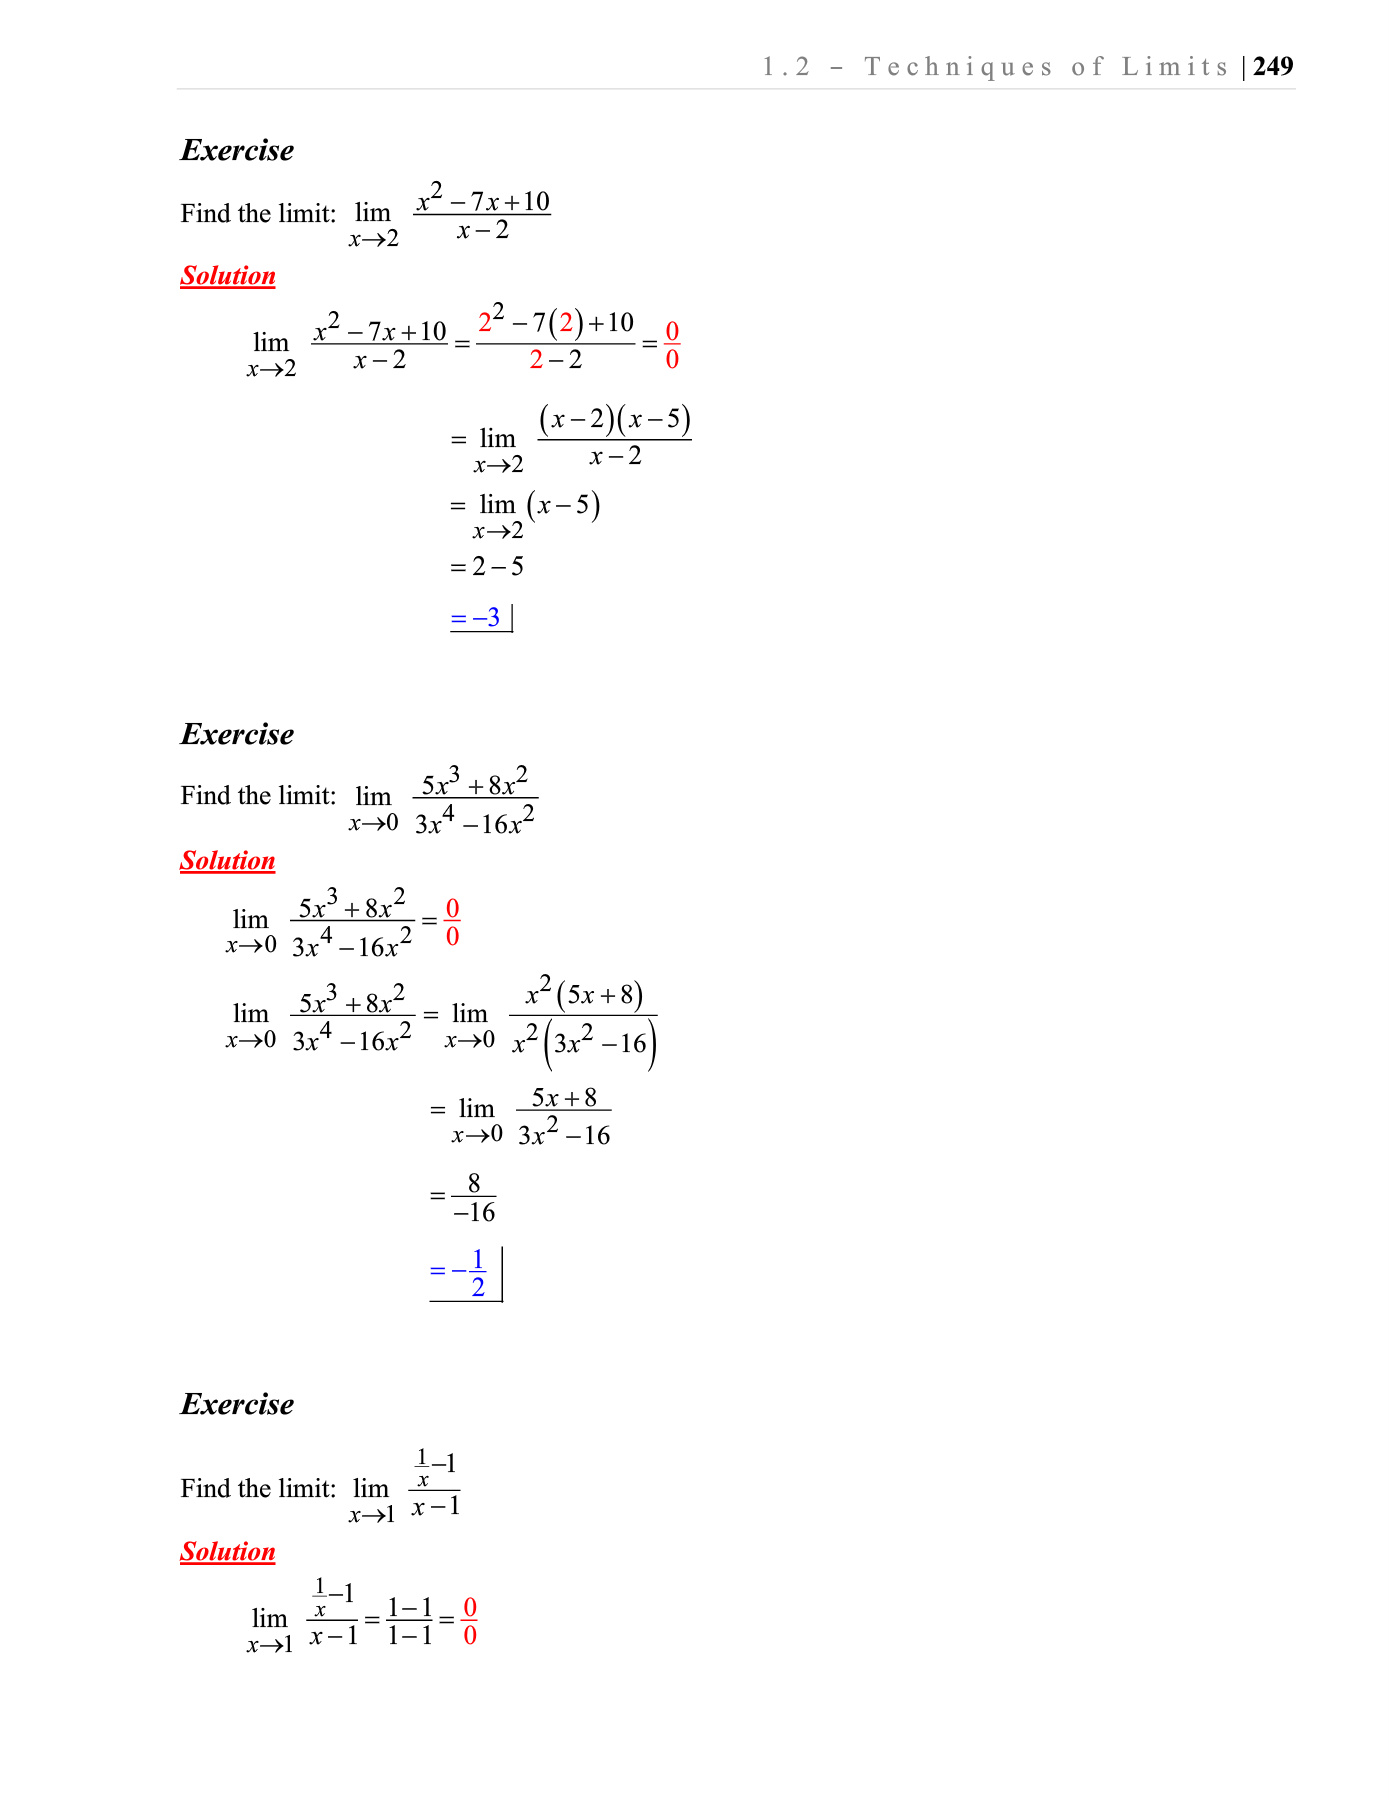 1.2 – Techniques of Limits | 249
Exercise
Find the limit: \lim_{x \to 2} \frac{x^2 - 7x + 10}{x - 2}
Solution
\lim_{x \to 2} \frac{x^2 - 7x + 10}{x - 2} = \frac{2^2 - 7(2) + 10}{2 - 2} = \frac{0}{0}
= \lim_{x \to 2} \frac{(x - 2)(x - 5)}{x - 2}
= \lim_{x \to 2} (x - 5)
= 2 - 5
= -3
Exercise
Find the limit: \lim_{x \to 0} \frac{5x^3 + 8x^2}{3x^4 - 16x^2}
Solution
\lim_{x \to 0} \frac{5x^3 + 8x^2}{3x^4 - 16x^2} = \frac{0}{0}
\lim_{x \to 0} \frac{5x^3 + 8x^2}{3x^4 - 16x^2} = \lim_{x \to 0} \frac{x^2(5x + 8)}{x^2(3x^2 - 16)}
= \lim_{x \to 0} \frac{5x + 8}{3x^2 - 16}
= \frac{8}{-16}
= -\frac{1}{2}
Exercise
Find the limit: \lim_{x \to 1} \frac{\frac{1}{x} - 1}{x - 1}
Solution
\lim_{x \to 1} \frac{\frac{1}{x} - 1}{x - 1} = \frac{1 - 1}{1 - 1} = \frac{0}{0}